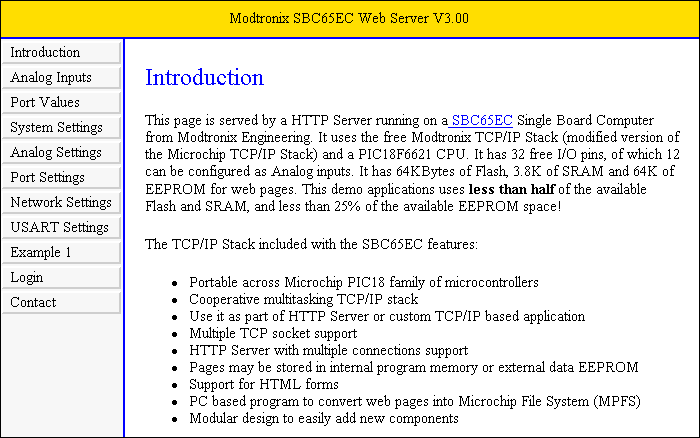 Modtronix SBC65EC Web Server V3.00
Introduction
Analog Inputs
Port Values
System Settings
Analog Settings
Port Settings
Network Settings
USART Settings
Example 1
Login
Contact
Introduction
This page is served by a HTTP Server running on a SBC65EC Single Board Computer
from Modtronix Engineering. It uses the free Modtronix TCP/IP Stack (modified version of
the Microchip TCP/IP Stack) and a PIC18F6621 CPU. It has 32 free I/O pins, of which 12
can be configured as Analog inputs. It has 64KBytes of Flash, 3.8K of SRAM and 64K of
EEPROM for web pages. This demo applications uses less than half of the available
Flash and SRAM, and less than 25% of the available EEPROM space!
The TCP/IP Stack included with the SBC65EC features:
• Portable across Microchip PIC18 family of microcontrollers
• Cooperative multitasking TCP/IP stack
• Use it as part of HTTP Server or custom TCP/IP based application
• Multiple TCP socket support
• HTTP Server with multiple connections support
• Pages may be stored in internal program memory or external data EEPROM
• Support for HTML forms
• PC based program to convert web pages into Microchip File System (MPFS)
• Modular design to easily add new components